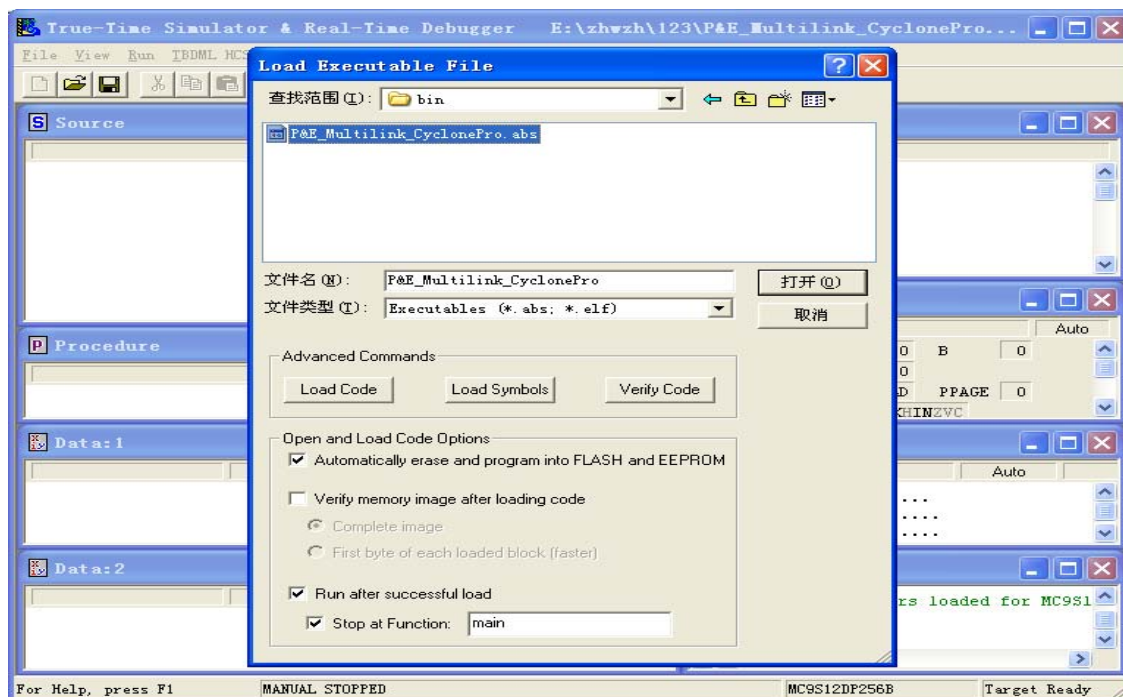 True-Time Simulator & Real-Time Debugger E:\zhwzh\123\P&E_Multilink_CyclonePro...
File View Run TBDML HCS
Load Executable File
查找范围(I): bin
P&E_Multilink_CyclonePro.abs
文件名(N): P&E_Multilink_CyclonePro 打开(O)
文件类型(T): Executables (*.abs; *.elf) 取消
Advanced Commands
Load Code Load Symbols Verify Code
Open and Load Code Options
Automatically erase and program into FLASH and EEPROM
Verify memory image after loading code
Complete image
First byte of each loaded block (faster)
Run after successful load
Stop at Function: main
Source
Procedure
Data:1
Data:2
Auto
0 B 0
0
D PPAGE 0
HINZVC
Auto
....
....
....
rs loaded for MC9S1
For Help, press F1 MANUAL STOPPED MC9S12DP256B Target Ready